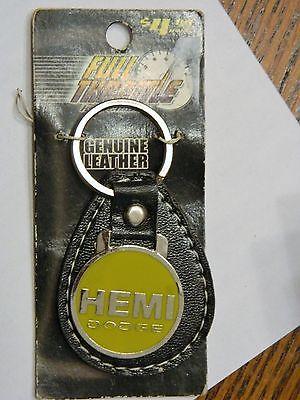 FULL
THROTTLE
GENUINE
LEATHER
HEMI
DODGE